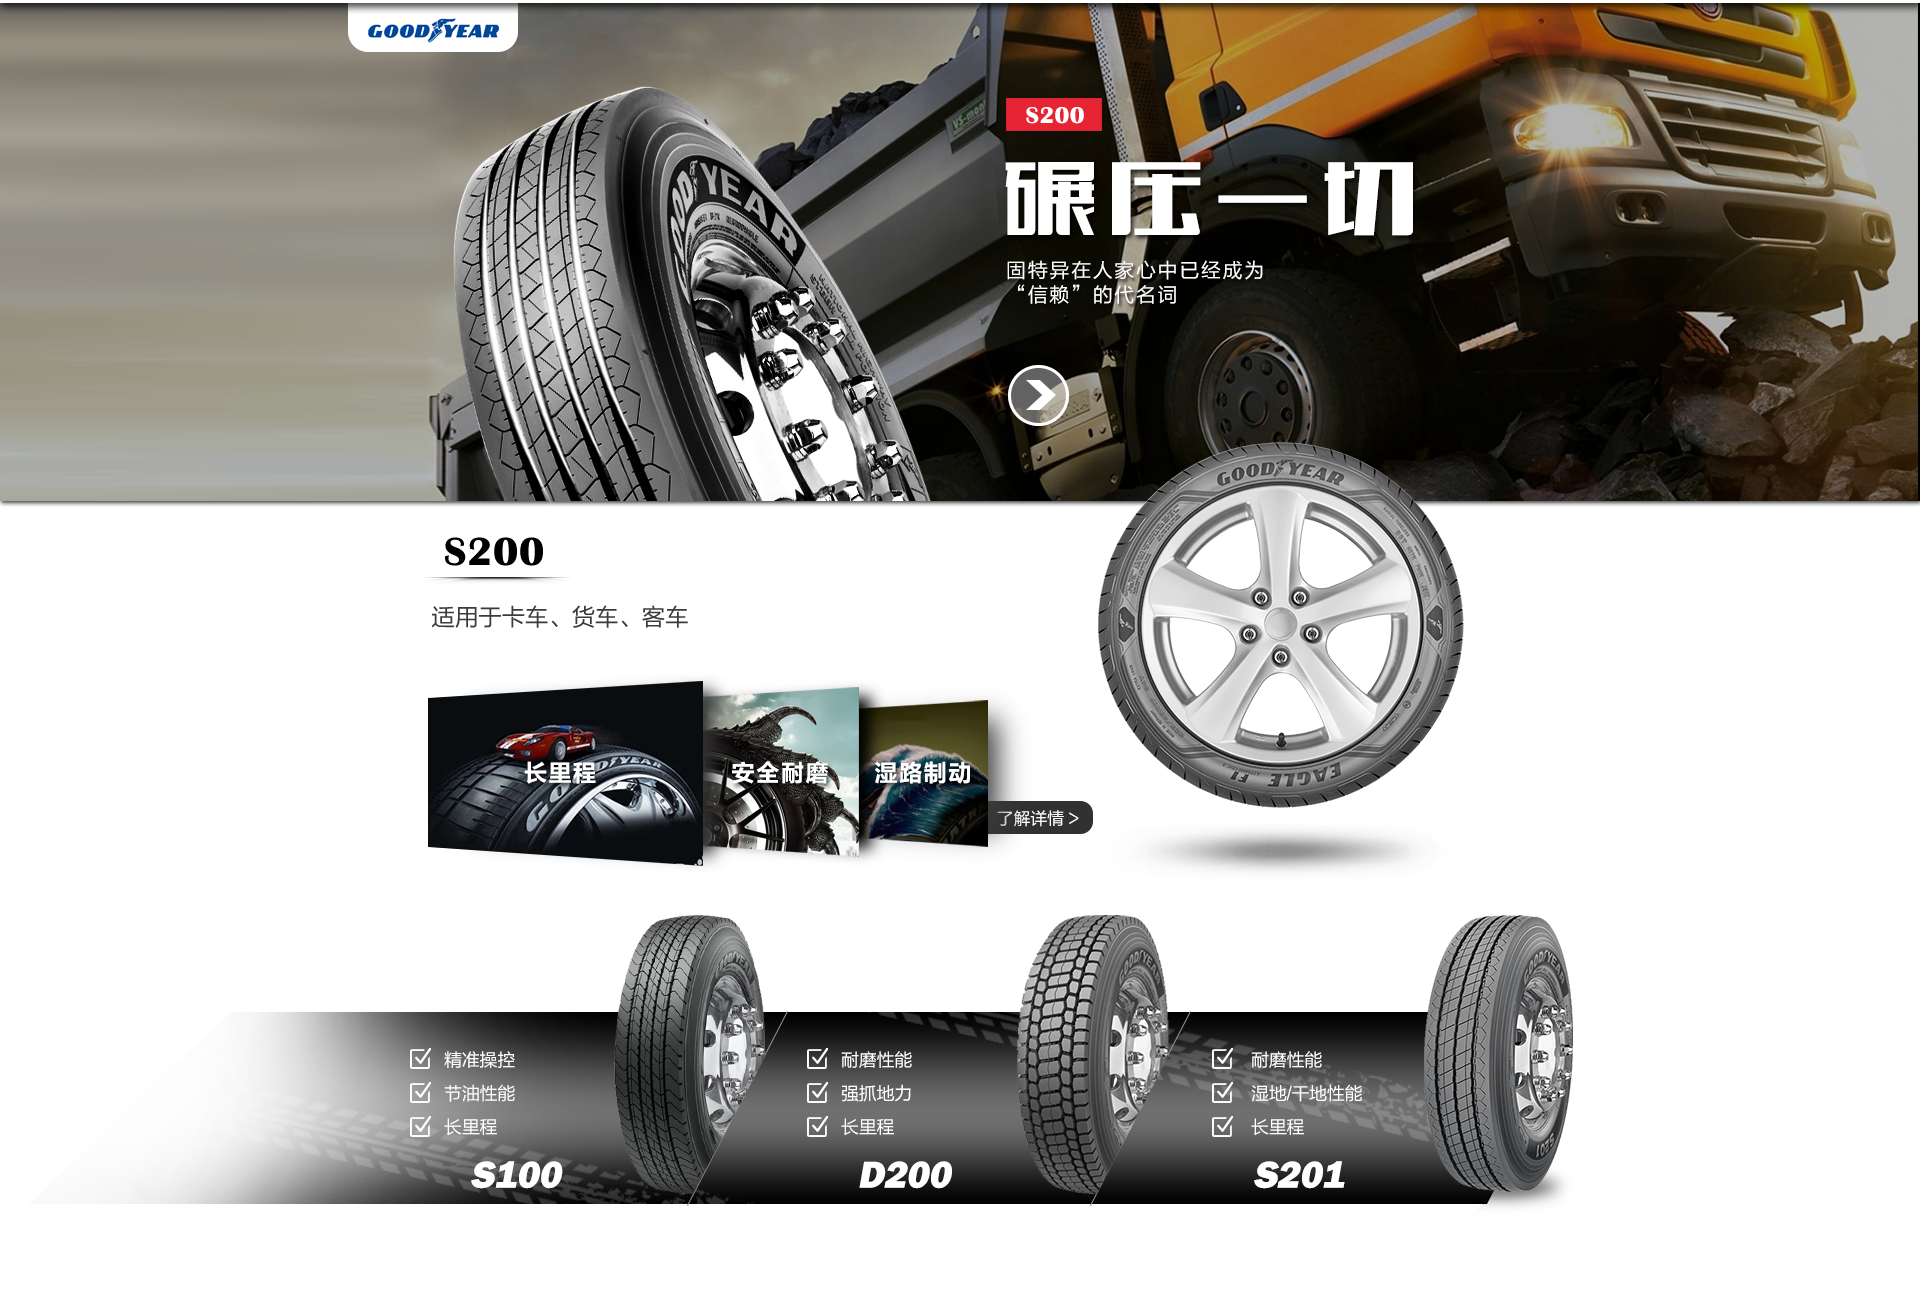 GOODYEAR
S200
碾压一切
固特异在人家心中已经成为
“信赖”的代名词
YEAR
GOODYEAR
EAGLE F1
S200
适用于卡车、货车、客车
长里程
安全耐磨
湿路制动
了解详情 >
精准操控
节油性能
长里程
S100
耐磨性能
强抓地力
长里程
D200
耐磨性能
湿地/干地性能
长里程
S201